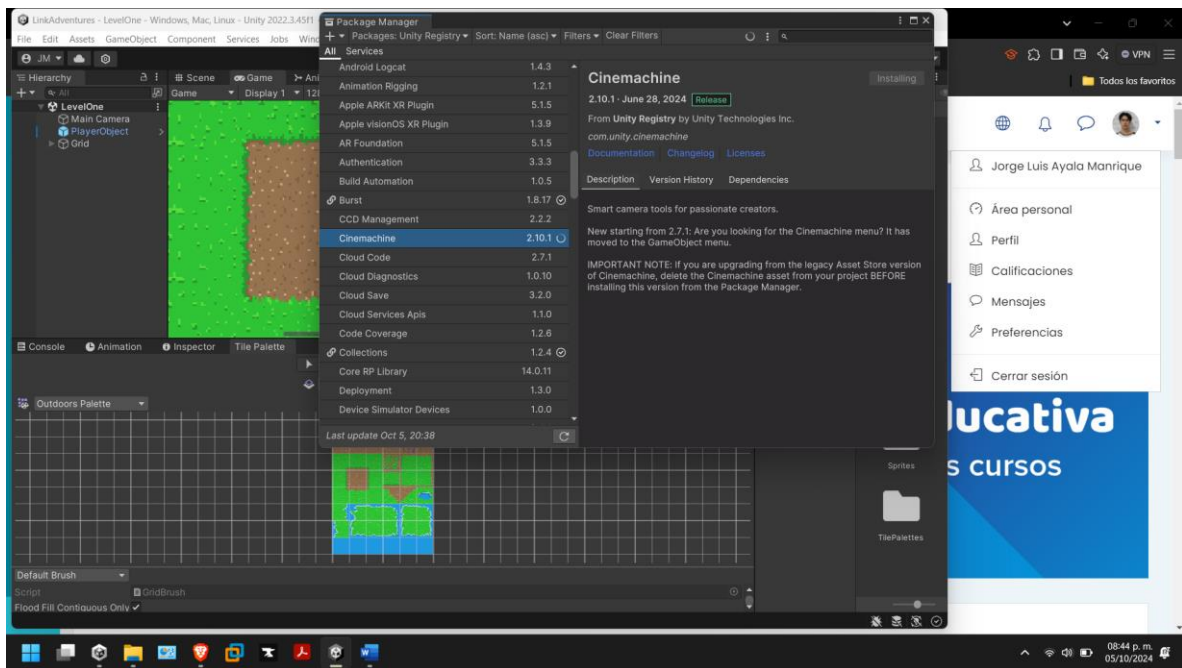 LinkAdventures - LevelOne - Windows, Mac, Linux - Unity 2022.3.45f1
File Edit Assets GameObject Component Services Jobs
JM
Hierarchy
Scene Game
All
Game Display 1
LevelOne
Main Camera
PlayerObject
Grid
Package Manager
Packages: Unity Registry Sort: Name (asc) Filters Clear Filters
All Services
Android Logcat 1.4.3
Animation Rigging 1.2.1
Apple ARKit XR Plugin 5.1.5
Apple visionOS XR Plugin 1.3.9
AR Foundation 5.1.5
Authentication 3.3.3
Build Automation 1.0.5
Burst 1.8.17
CCD Management 2.2.2
Cinemachine 2.10.1
Cloud Code 2.7.1
Cloud Diagnostics 1.0.10
Cloud Save 3.2.0
Cloud Services Apis 1.1.0
Code Coverage 1.2.6
Collections 1.2.4
Core RP Library 14.0.11
Deployment 1.3.0
Device Simulator Devices 1.0.0
Last update Oct 5, 20:38
Cinemachine
Installing
2.10.1 · June 28, 2024 Release
From Unity Registry by Unity Technologies Inc.
com.unity.cinemachine
Documentation Changelog Licenses
Description Version History Dependencies
Smart camera tools for passionate creators.
New starting from 2.7.1: Are you looking for the Cinemachine menu? It has
moved to the GameObject menu.
IMPORTANT NOTE: If you are upgrading from the legacy Asset Store version
of Cinemachine, delete the Cinemachine asset from your project BEFORE
installing this version from the Package Manager.
Console Animation Inspector Tile Palette
Outdoors Palette
Default Brush
Script GridBrush
Flood Fill Contiguous Only
Sprites
TilePalettes
VPN
Todos los favoritos
Jorge Luis Ayala Manrique
Área personal
Perfil
Calificaciones
Mensajes
Preferencias
Cerrar sesión
ucativa
s cursos
08:44 p. m.
05/10/2024